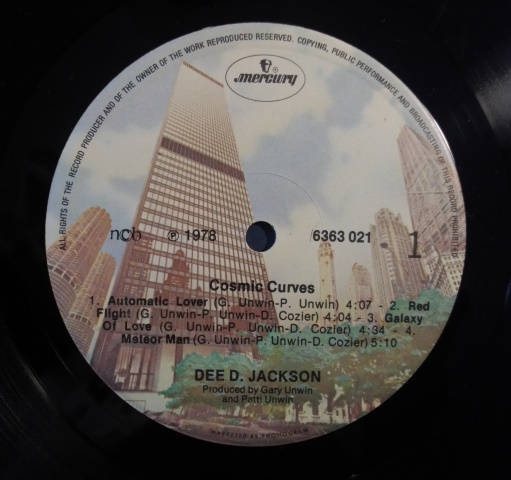 ALL RIGHTS OF THE RECORD PRODUCER AND OF THE OWNER OF THE WORK REPRODUCED RESERVED. COPYING, PUBLIC PERFORMANCE AND BROADCASTING OF THIS RECORD PROHIBITED
mercury
ncb ℗ 1978 6363 021 1
Cosmic Curves
1. Automatic Lover (G. Unwin-P. Unwin) 4:07 - 2. Red
Flight (G. Unwin-P. Unwin-D. Cozier) 4:04 - 3. Galaxy
Of Love (G. Unwin-P. Unwin-D. Cozier) 4:34 - 4.
Meteor Man (G. Unwin-P. Unwin-D. Cozier) 5:10
DEE D. JACKSON
Produced by Gary Unwin
and Patti Unwin
MARKETED BY PHONOGRAM